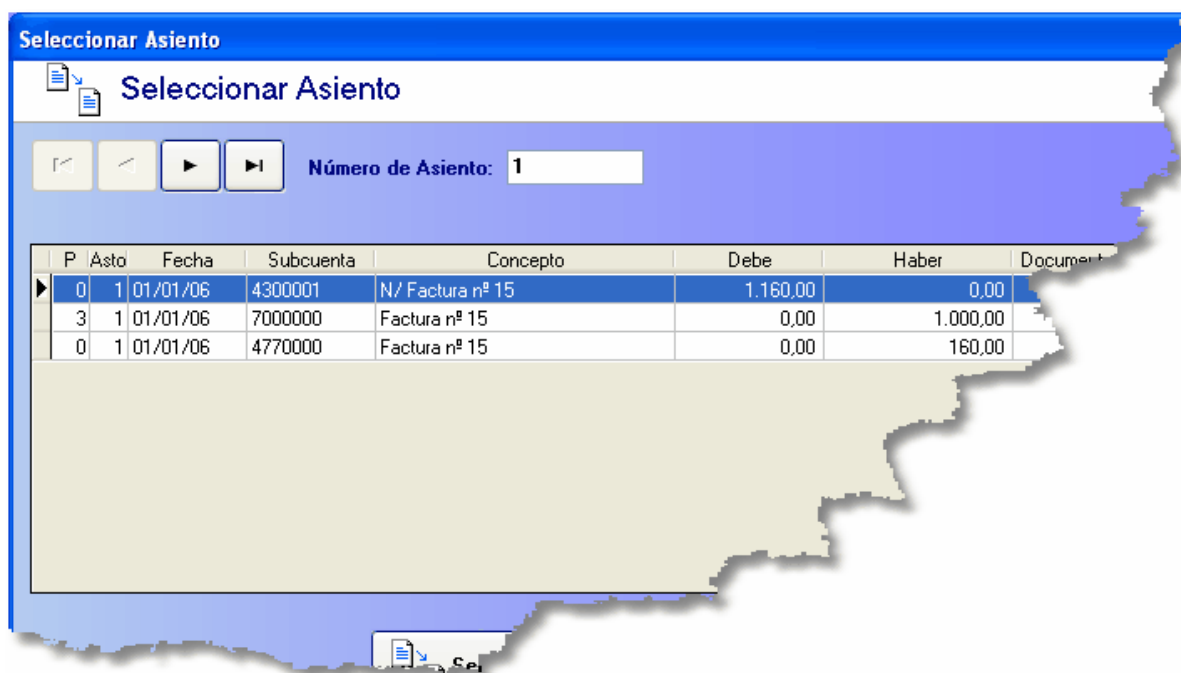 Seleccionar Asiento
Seleccionar Asiento
Número de Asiento: 1
P Asto Fecha Subcuenta Concepto Debe Haber
0 1 01/01/06 4300001 N/ Factura nº 15 1.160,00 0,00
3 1 01/01/06 7000000 Factura nº 15 0,00 1.000,00
0 1 01/01/06 4770000 Factura nº 15 0,00 160,00